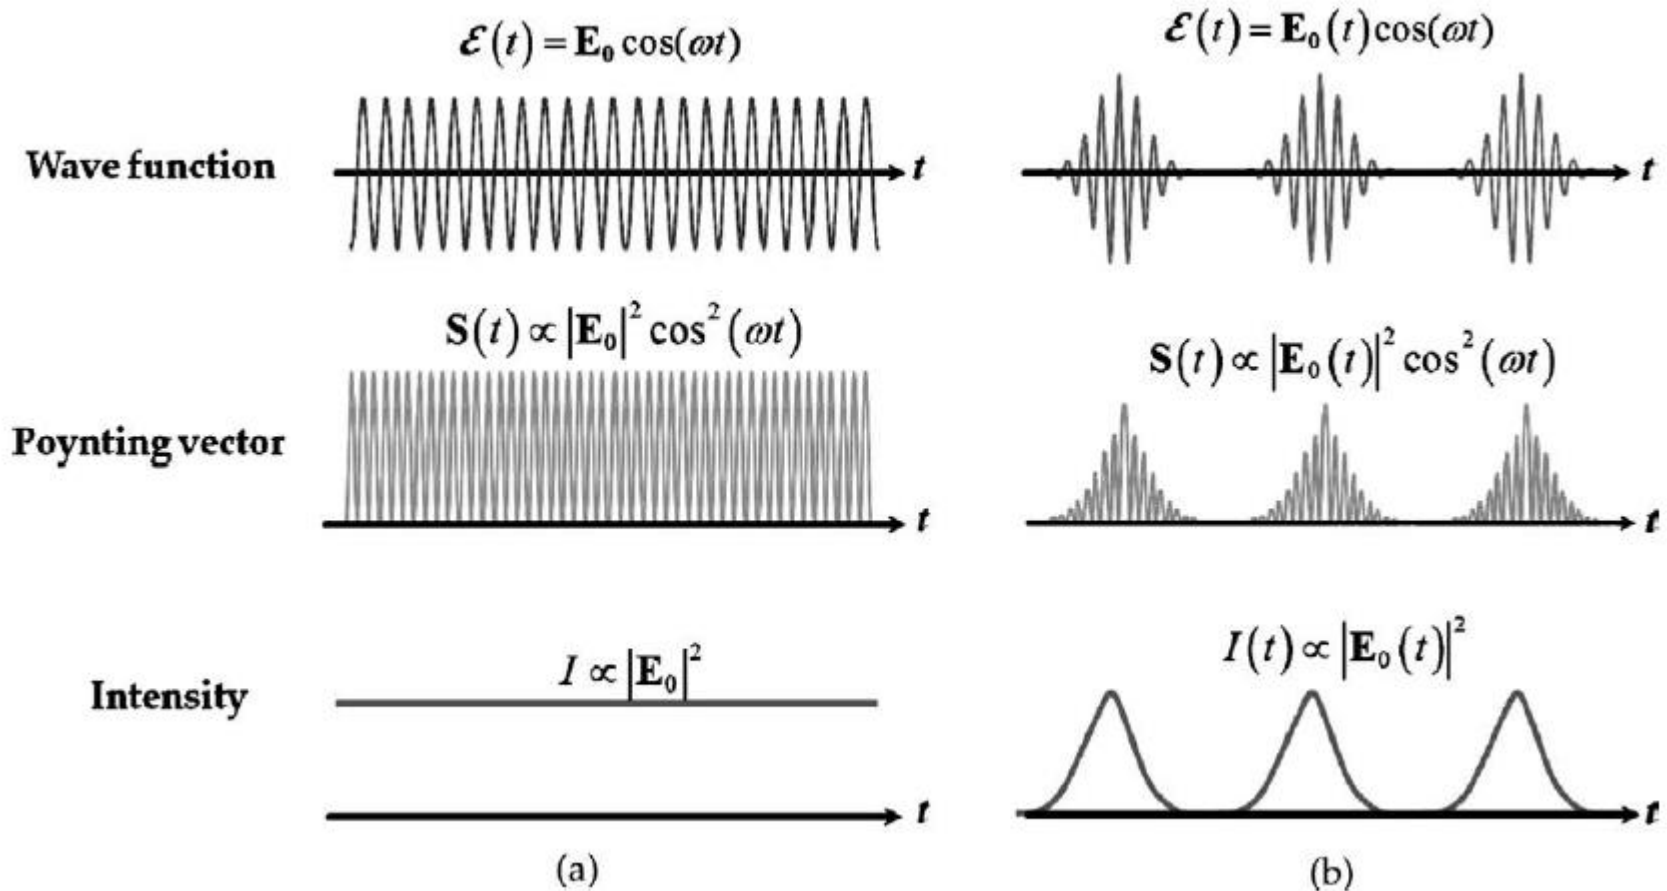 𝓔(t) = E₀ cos(ωt)
𝓔(t) = E₀(t)cos(ωt)
Wave function
t
t
S(t) ∝ |E₀|² cos²(ωt)
S(t) ∝ |E₀(t)|² cos²(ωt)
Poynting vector
t
t
I ∝ |E₀|²
I(t) ∝ |E₀(t)|²
Intensity
t
t
(a)
(b)